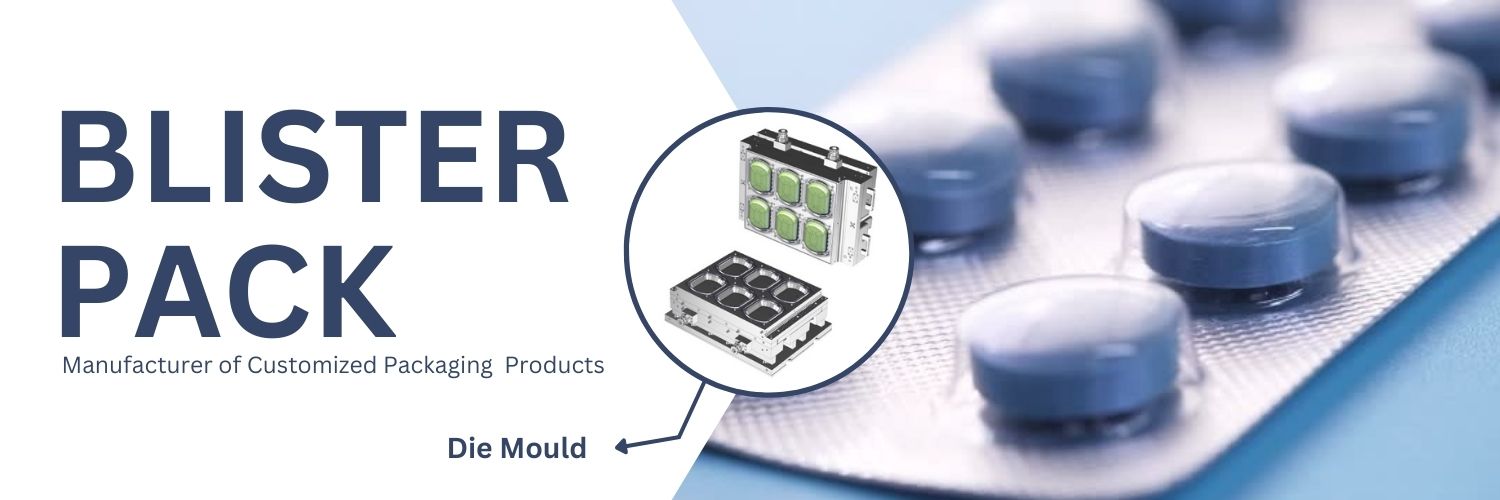 BLISTER
PACK
Manufacturer of Customized Packaging  Products
Die Mould